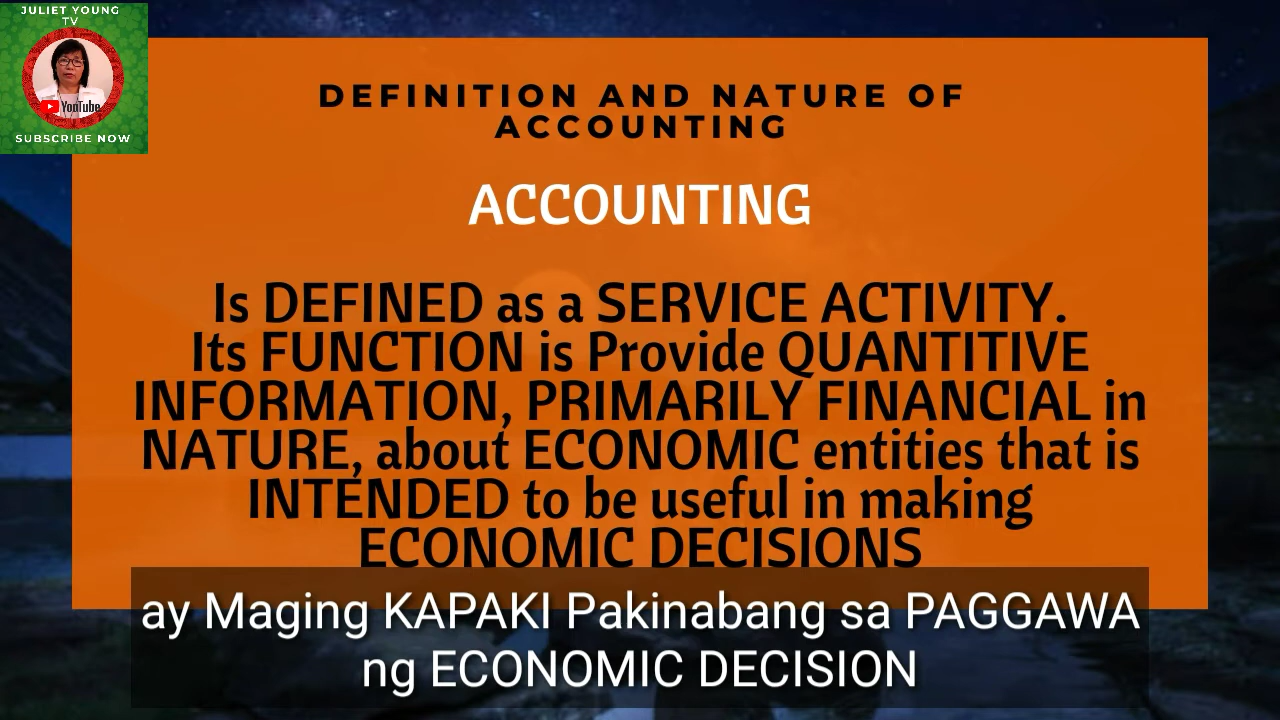 JULIET YOUNG
TV
YouTube
SUBSCRIBE NOW
DEFINITION AND NATURE OF
ACCOUNTING
ACCOUNTING
Is DEFINED as a SERVICE ACTIVITY.
Its FUNCTION is Provide QUANTITIVE
INFORMATION, PRIMARILY FINANCIAL in
NATURE, about ECONOMIC entities that is
INTENDED to be useful in making
ECONOMIC DECISIONS
ay Maging KAPAKI Pakinabang sa PAGGAWA
ng ECONOMIC DECISION